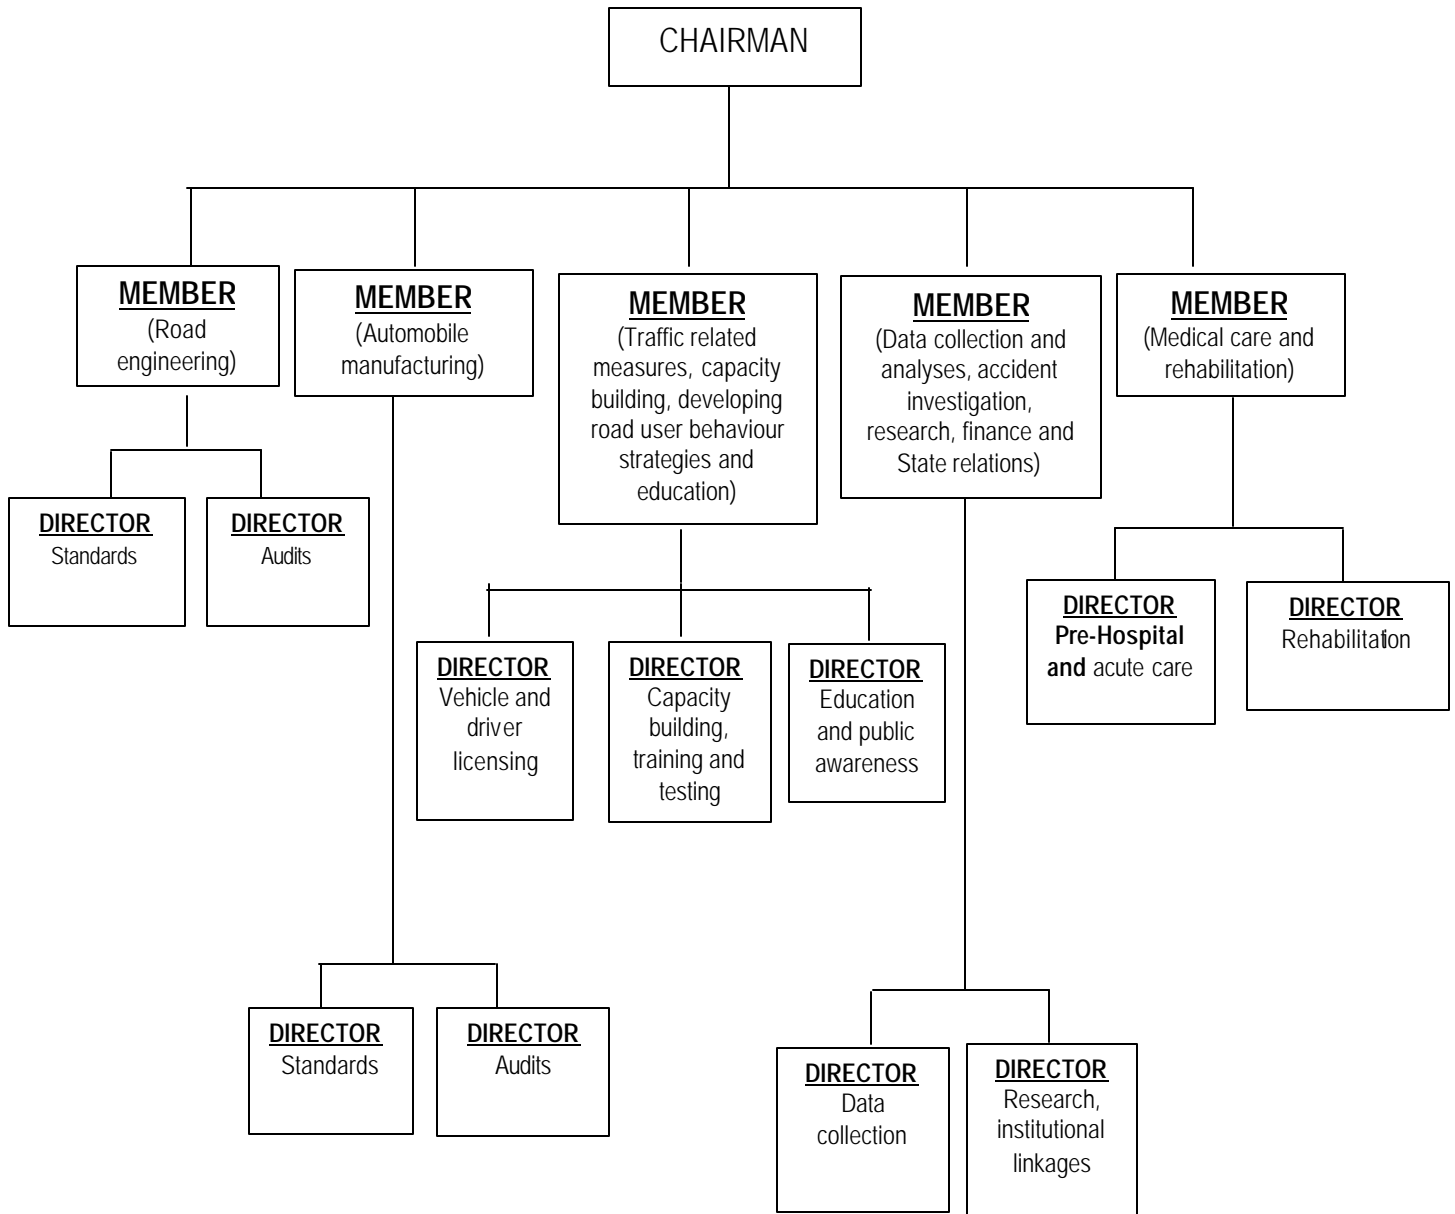 CHAIRMAN
MEMBER
(Road
engineering)
MEMBER
(Automobile
manufacturing)
MEMBER
(Traffic related
measures, capacity
building, developing
road user behaviour
strategies and
education)
MEMBER
(Data collection and
analyses, accident
investigation,
research, finance and
State relations)
MEMBER
(Medical care and
rehabilitation)
DIRECTOR
Standards
DIRECTOR
Audits
DIRECTOR
Vehicle and
driver
licensing
DIRECTOR
Capacity
building,
training and
testing
DIRECTOR
Education
and public
awareness
DIRECTOR
Pre-Hospital
and acute care
DIRECTOR
Rehabilitation
DIRECTOR
Standards
DIRECTOR
Audits
DIRECTOR
Data
collection
DIRECTOR
Research,
institutional
linkages